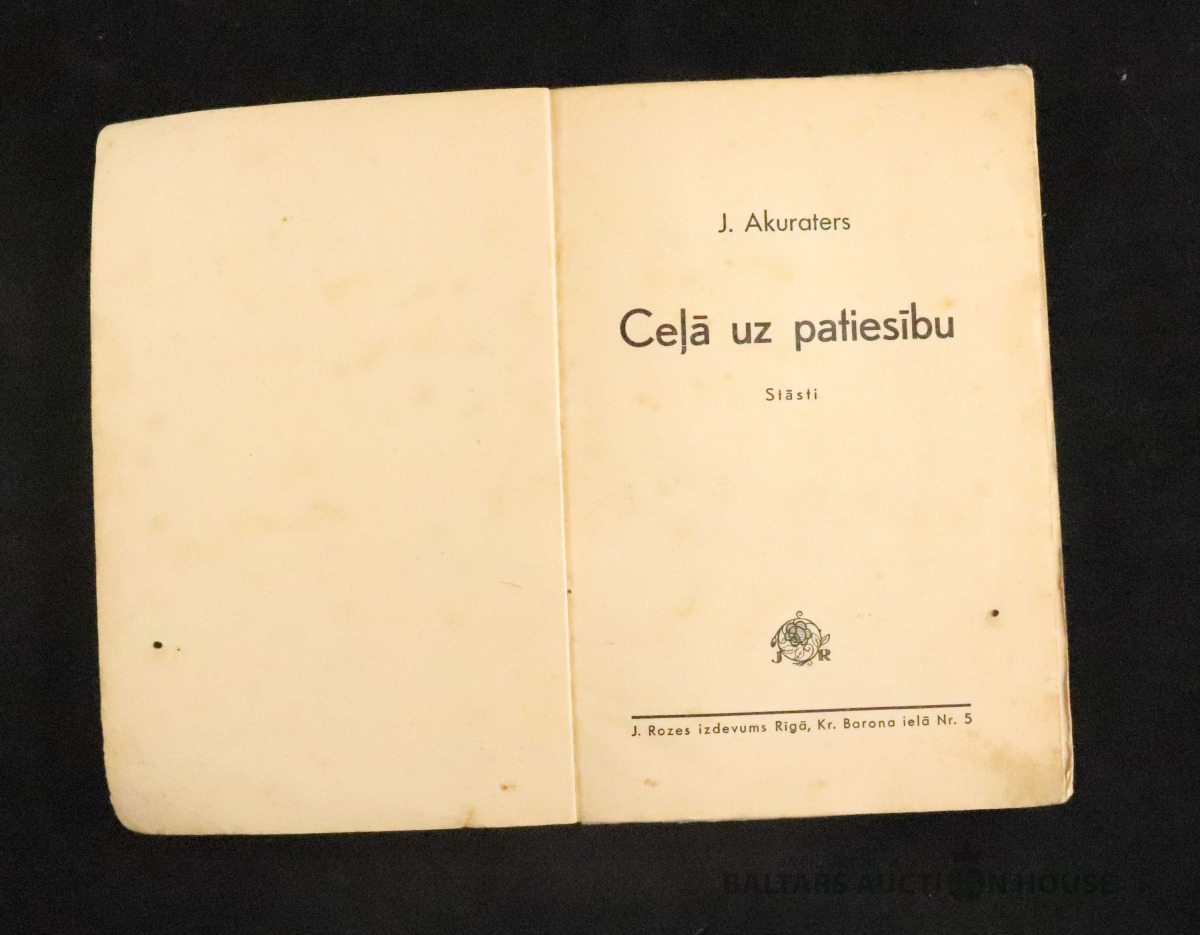 J. Akuraters
Ceļā uz patiesību
Stāsti
J R
J. Rozes izdevums Rīgā, Kr. Barona ielā Nr. 5
BALTARS AUCTION HOUSE